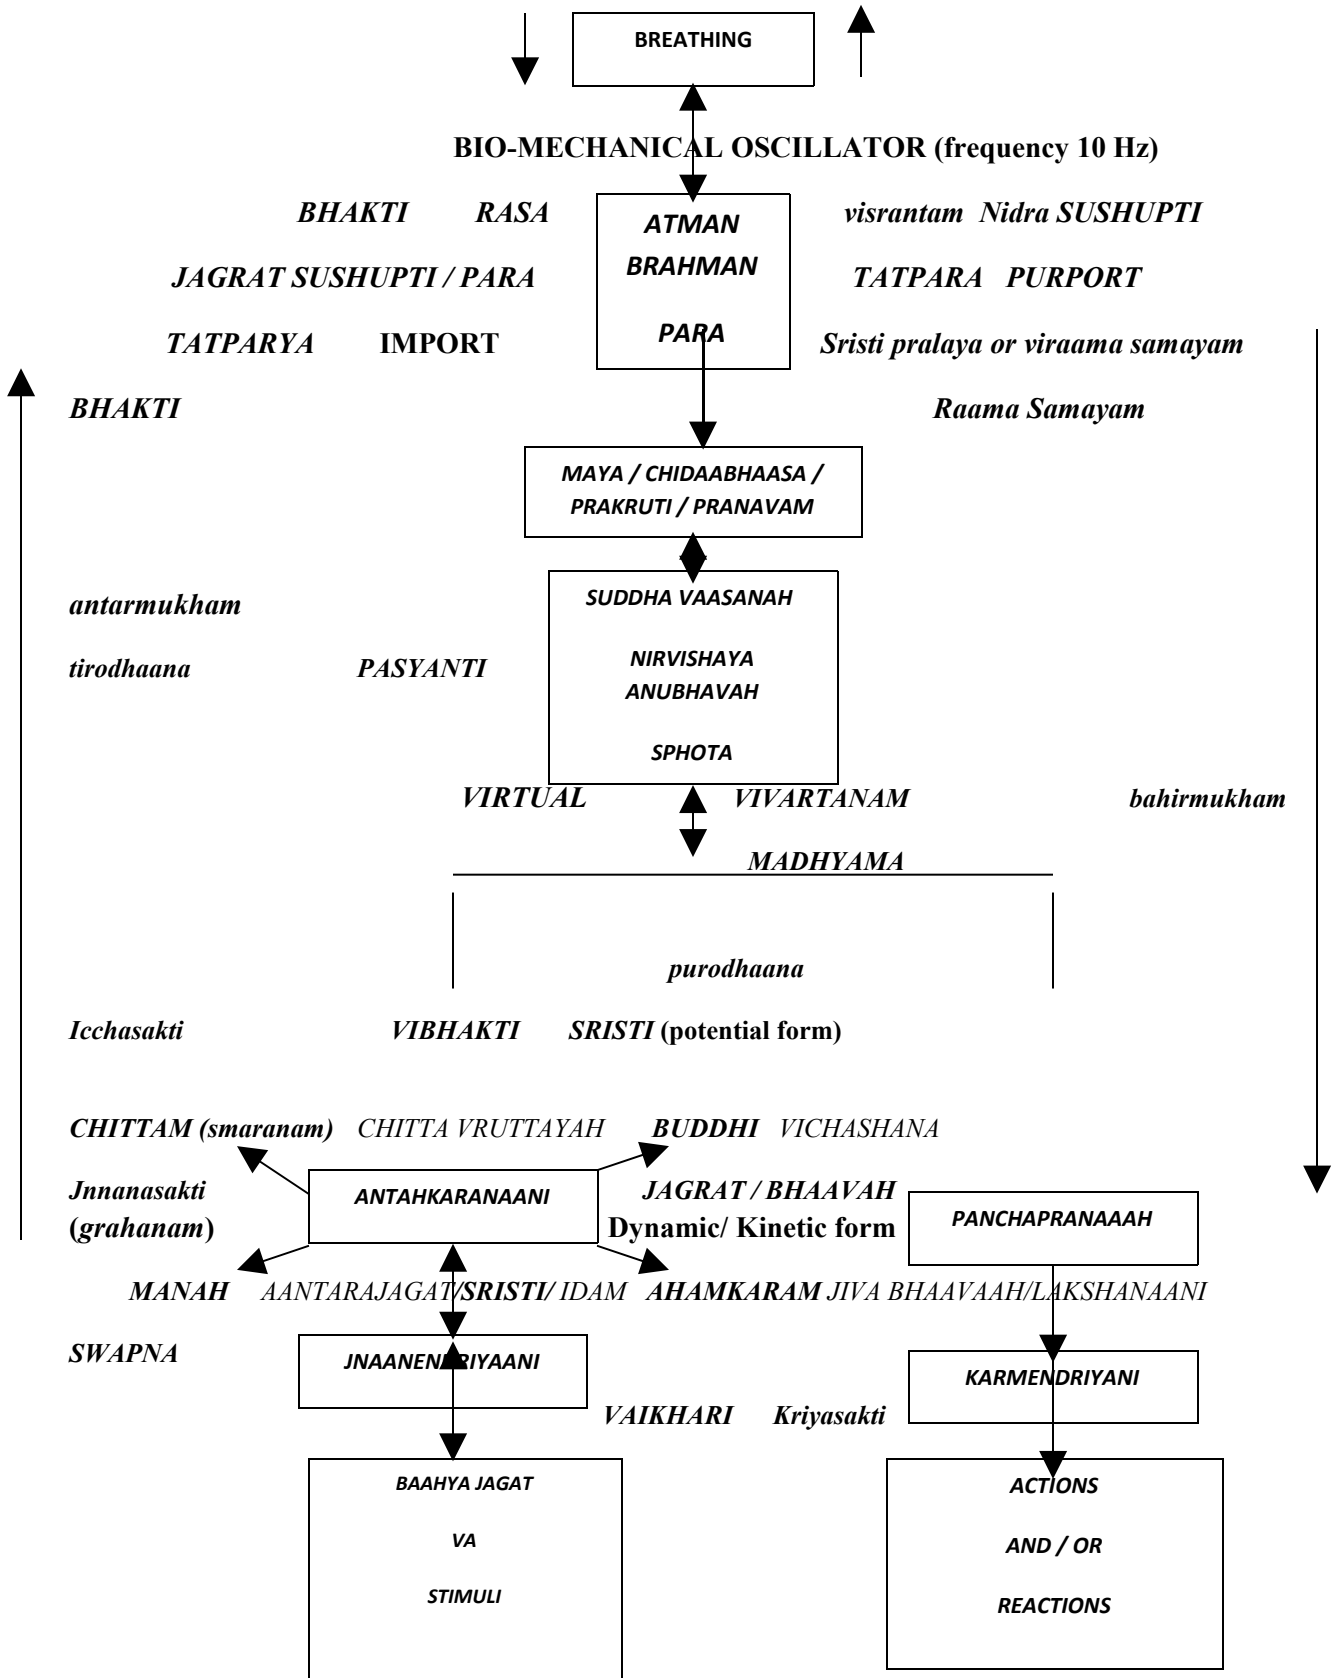 BREATHING
BIO-MECHANICAL OSCILLATOR (frequency 10 Hz)
BHAKTI RASA ATMAN visrantam Nidra SUSHUPTI
BRAHMAN
JAGRAT SUSHUPTI / PARA TATPARA PURPORT
TATPARYA IMPORT PARA Sristi pralaya or viraama samayam
BHAKTI Raama Samayam
MAYA / CHIDAABHAASA /
PRAKRUTI / PRANAVAM
SUDDHA VAASANAH
antarmukham
NIRVISHAYA
tirodhaana PASYANTI
ANUBHAVAH
SPHOTA
VIRTUAL VIVARTANAM bahirmukham
MADHYAMA
purodhaana
Icchasakti VIBHAKTI SRISTI (potential form)
CHITTAM (smaranam) CHITTA VRUTTAYAH BUDDHI VICHASHANA
Jnnanasakti ANTAHKARANAANI JAGRAT / BHAAVAH
(grahanam) Dynamic/ Kinetic form PANCHAPRANAAAH
MANAH AANTARAJAGAT/SRISTI/ IDAM AHAMKARAM JIVA BHAAVAAH/LAKSHANAANI
SWAPNA JNAANENDRIYAANI KARMENDRIYANI
VAIKHARI Kriyasakti
BAAHYA JAGAT ACTIONS
VA AND / OR
STIMULI REACTIONS